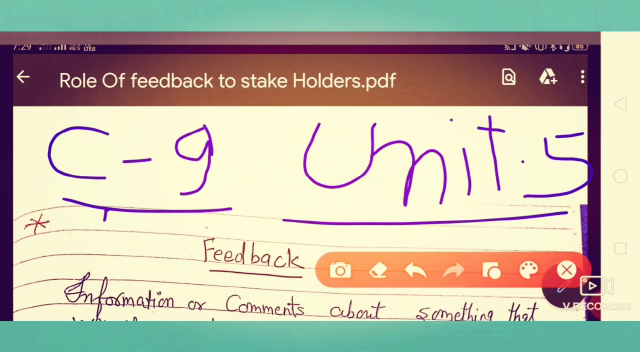 7:29
Role Of feedback to stake Holders.pdf
C-9 Unit.5
Feedback
Information or Comments about something that
V RECORDER